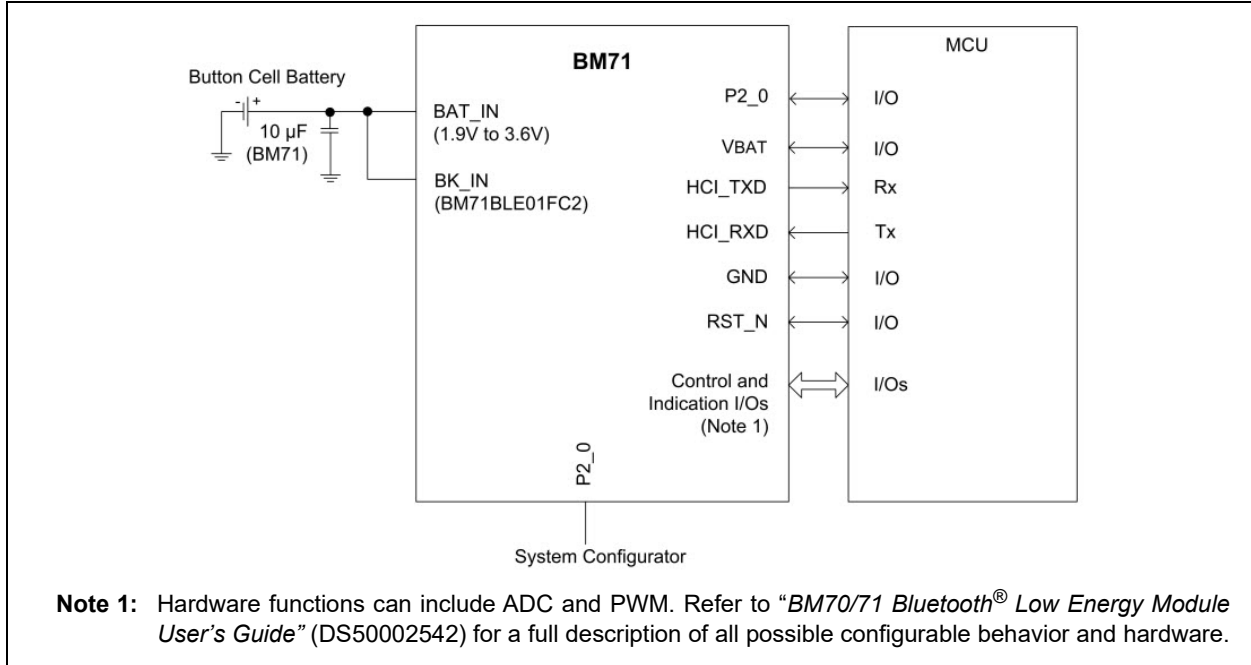 BM71
MCU
Button Cell Battery
- +
10 µF
(BM71)
BAT_IN
(1.9V to 3.6V)
BK_IN
(BM71BLE01FC2)
P2_0
I/O
VBAT
I/O
HCI_TXD
Rx
HCI_RXD
Tx
GND
I/O
RST_N
I/O
Control and
Indication I/Os
(Note 1)
I/Os
P2_0
System Configurator
Note 1: Hardware functions can include ADC and PWM. Refer to “BM70/71 Bluetooth® Low Energy Module
User’s Guide” (DS50002542) for a full description of all possible configurable behavior and hardware.